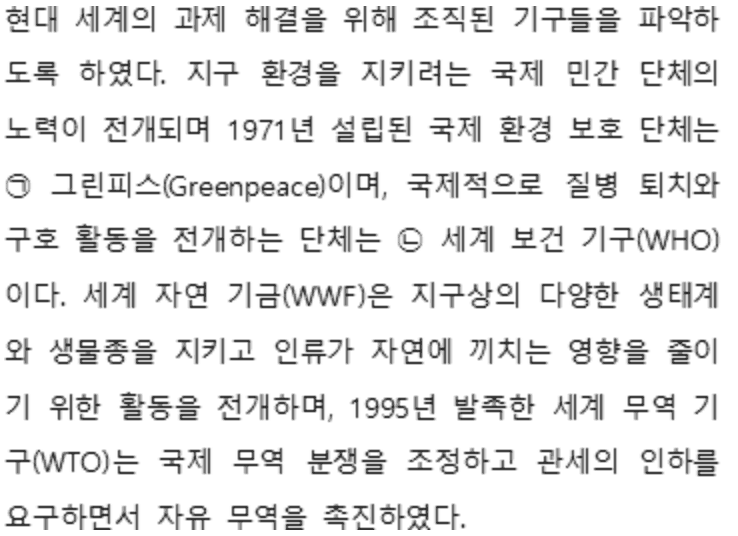 현대 세계의 과제 해결을 위해 조직된 기구들을 파악하
도록 하였다. 지구 환경을 지키려는 국제 민간 단체의
노력이 전개되며 1971년 설립된 국제 환경 보호 단체는
㉠ 그린피스(Greenpeace)이며, 국제적으로 질병 퇴치와
구호 활동을 전개하는 단체는 ㉡ 세계 보건 기구(WHO)
이다. 세계 자연 기금(WWF)은 지구상의 다양한 생태계
와 생물종을 지키고 인류가 자연에 끼치는 영향을 줄이
기 위한 활동을 전개하며, 1995년 발족한 세계 무역 기
구(WTO)는 국제 무역 분쟁을 조정하고 관세의 인하를
요구하면서 자유 무역을 촉진하였다.